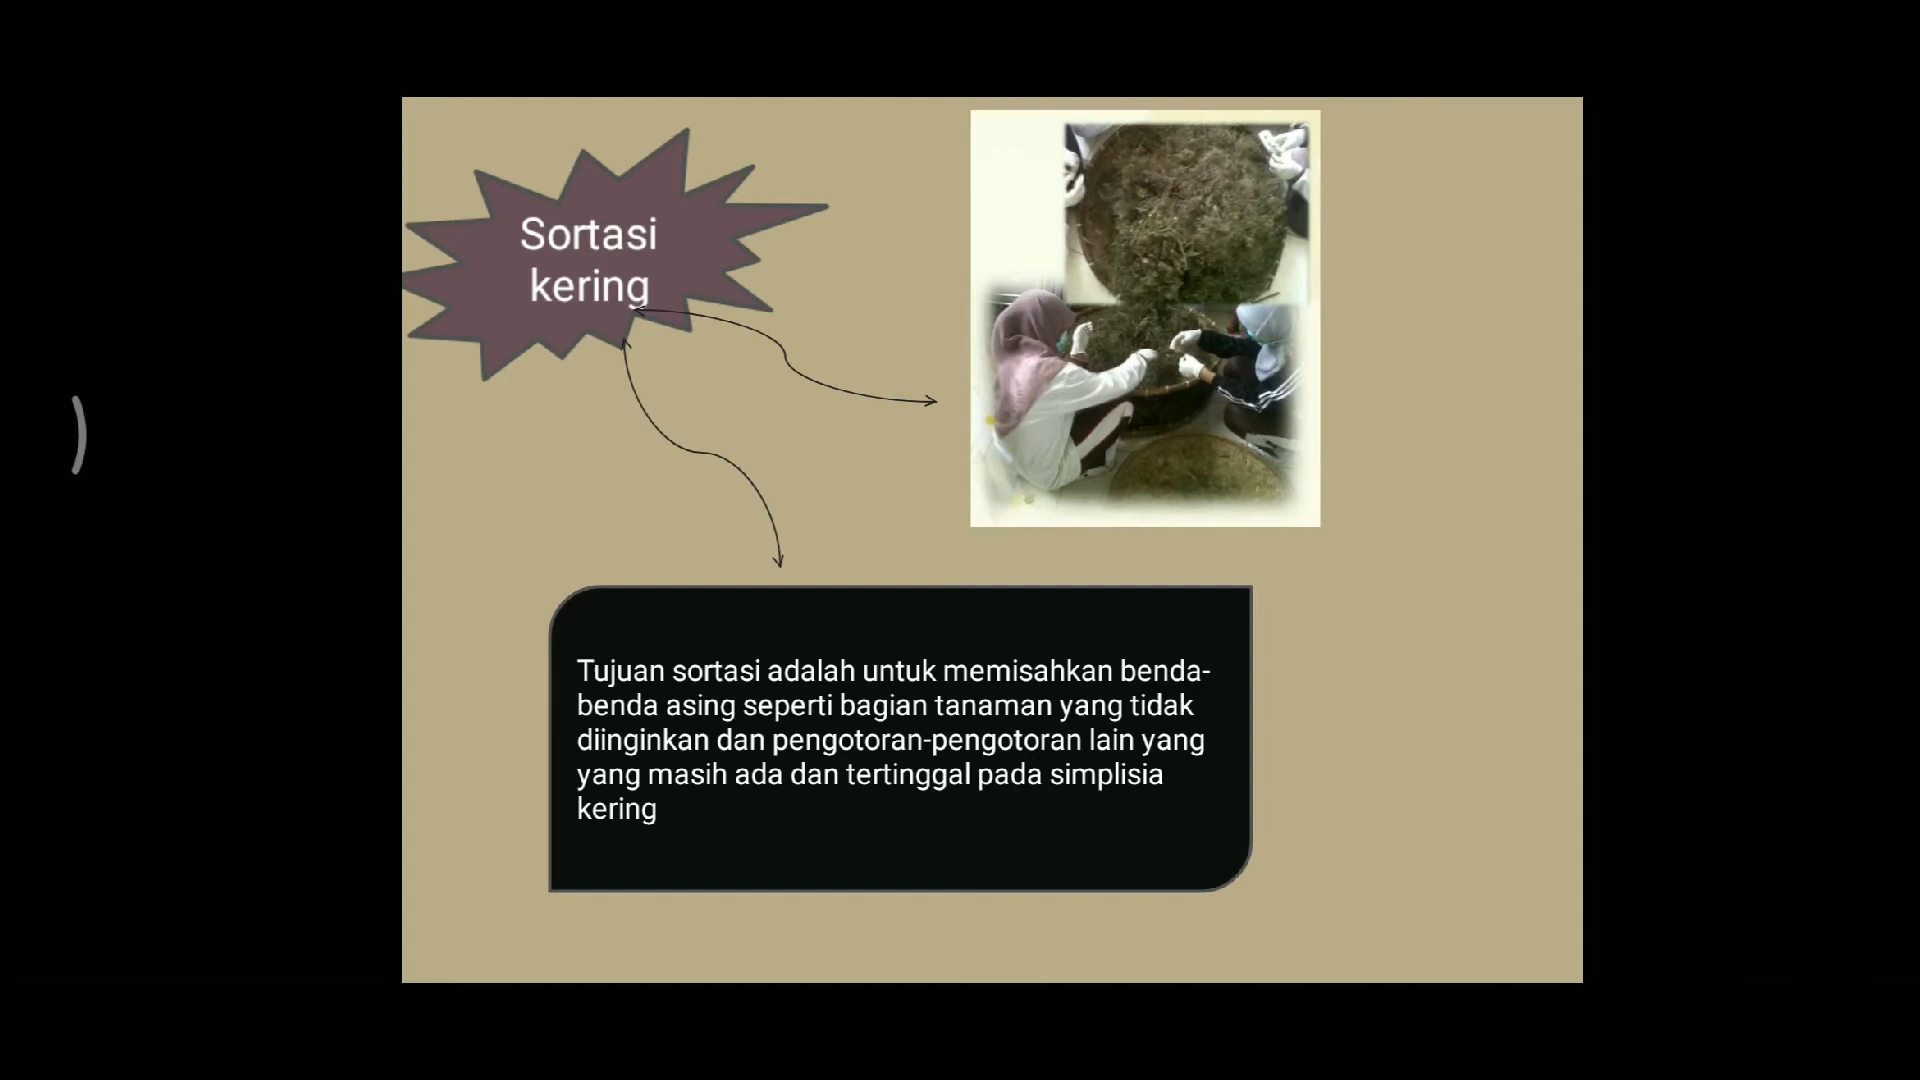 Sortasi
kering
Tujuan sortasi adalah untuk memisahkan benda-
benda asing seperti bagian tanaman yang tidak
diinginkan dan pengotoran-pengotoran lain yang
yang masih ada dan tertinggal pada simplisia
kering